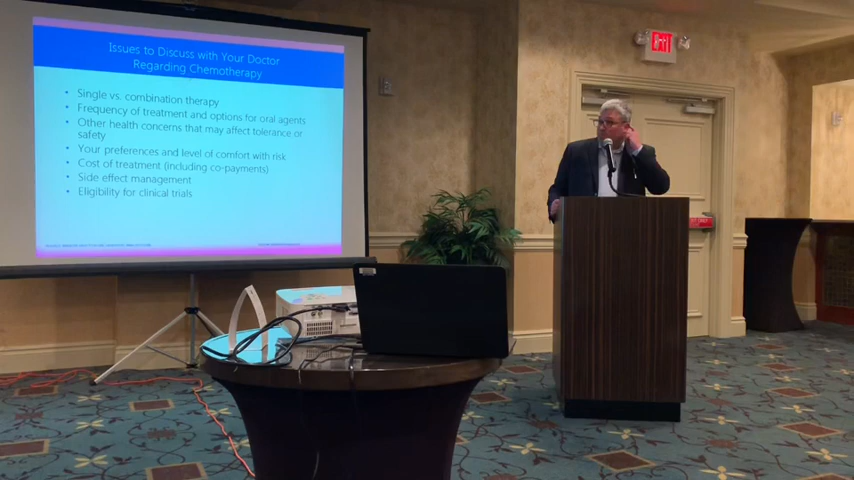 Issues to Discuss with Your Doctor
Regarding Chemotherapy
• Single vs. combination therapy
• Frequency of treatment and options for oral agents
• Other health concerns that may affect tolerance or
safety
• Your preferences and level of comfort with risk
• Cost of treatment (including co-payments)
• Side effect management
• Eligibility for clinical trials
EXIT